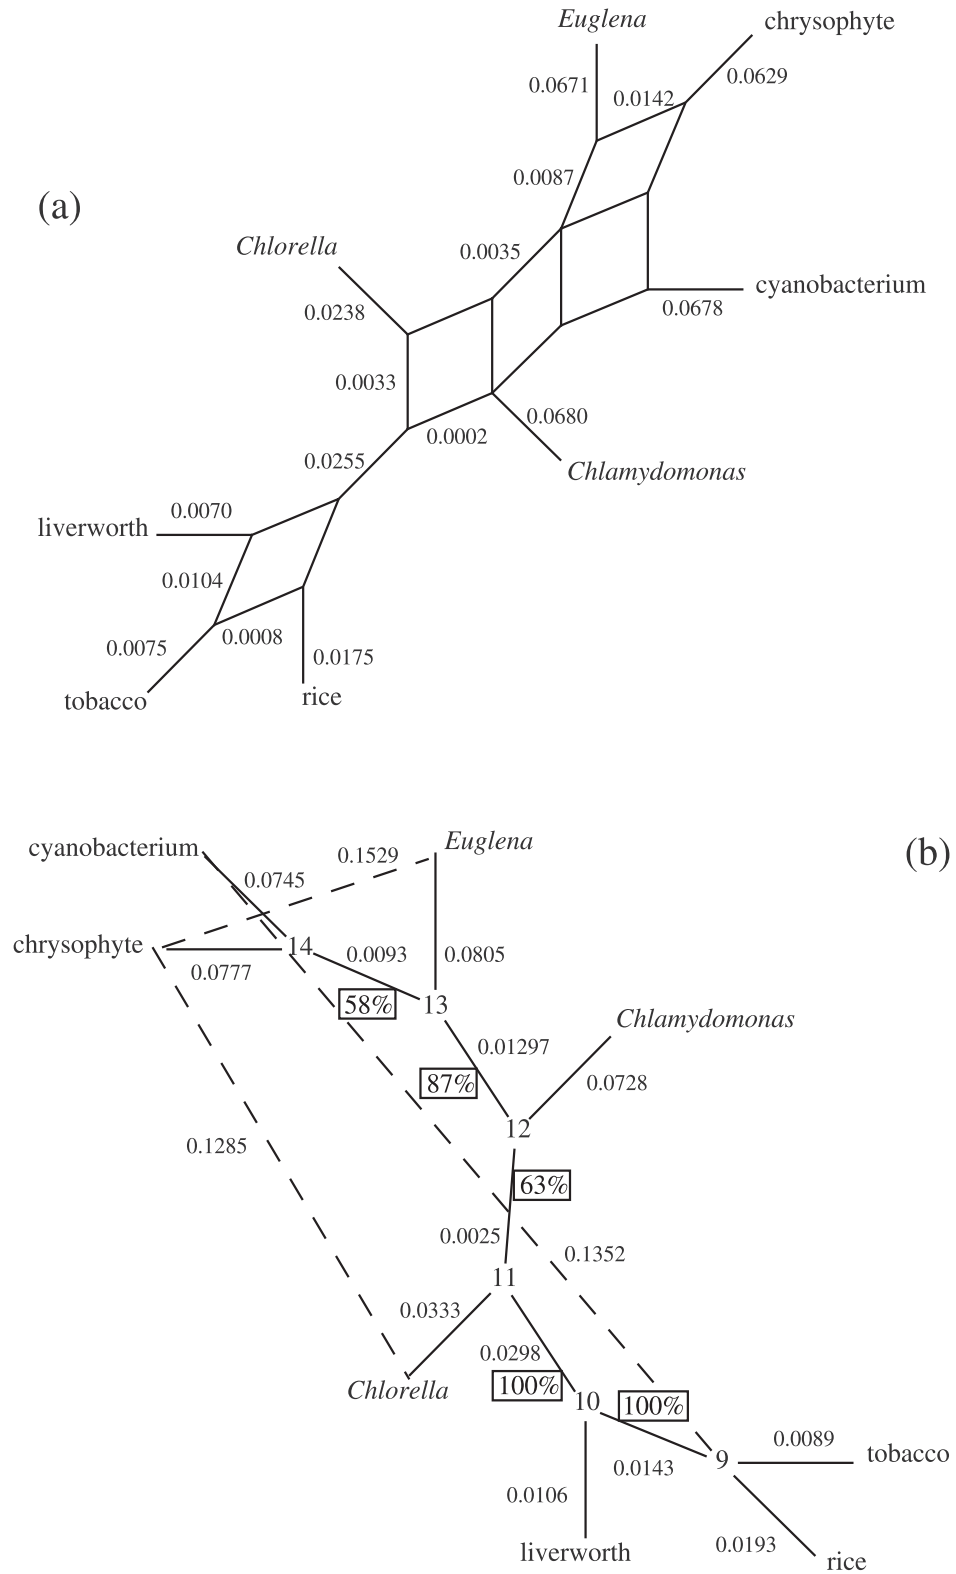 Euglena
chrysophyte
0.0671
0.0142
0.0629
0.0087
(a)
Chlorella
0.0035
cyanobacterium
0.0238
0.0678
0.0033
0.0002
0.0680
0.0255
Chlamydomonas
0.0070
liverworth
0.0104
0.0008
0.0075
0.0175
tobacco
rice
cyanobacterium
Euglena
(b)
0.1529
0.0745
chrysophyte
14
0.0093
0.0805
0.0777
58%
13
Chlamydomonas
0.01297
87%
0.0728
12
0.1285
63%
0.0025
0.1352
11
0.0333
0.0298
Chlorella
100%
10
100%
0.0089
tobacco
9
0.0143
0.0106
0.0193
liverworth
rice